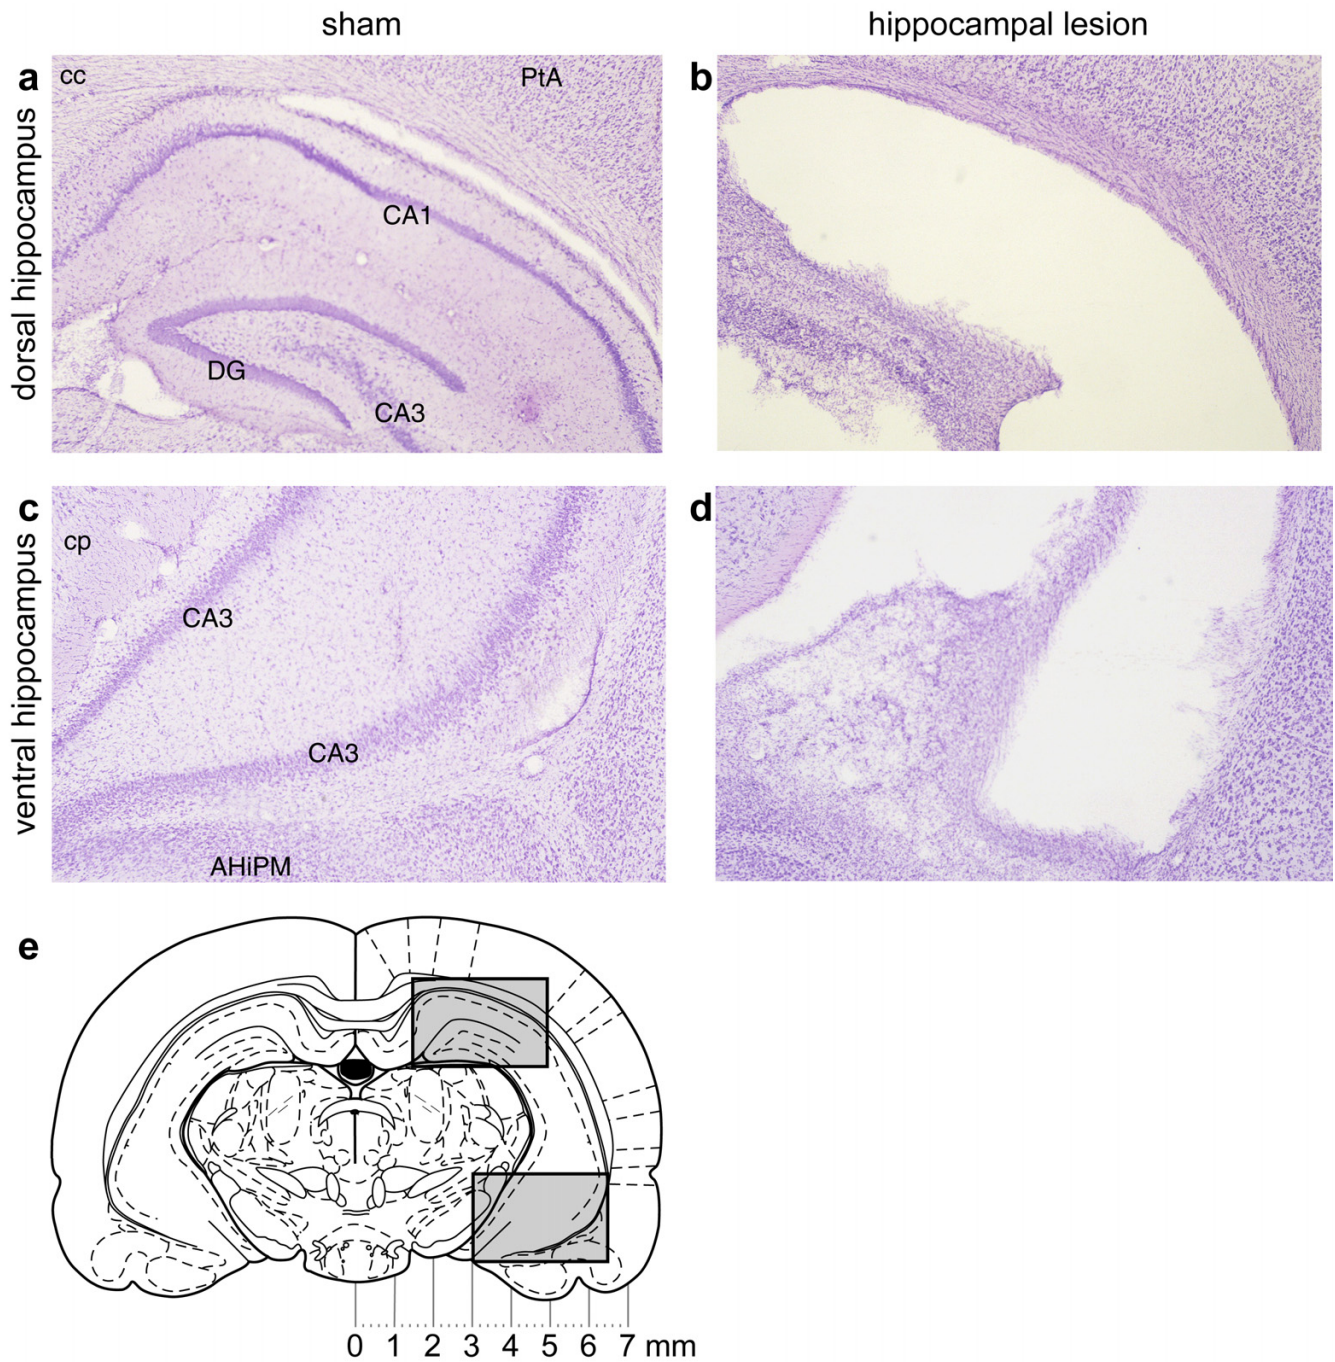 sham
hippocampal lesion
a
cc
PtA
CA1
DG
CA3
dorsal hippocampus
b
c
cp
CA3
CA3
AHiPM
ventral hippocampus
d
e
0 1 2 3 4 5 6 7 mm